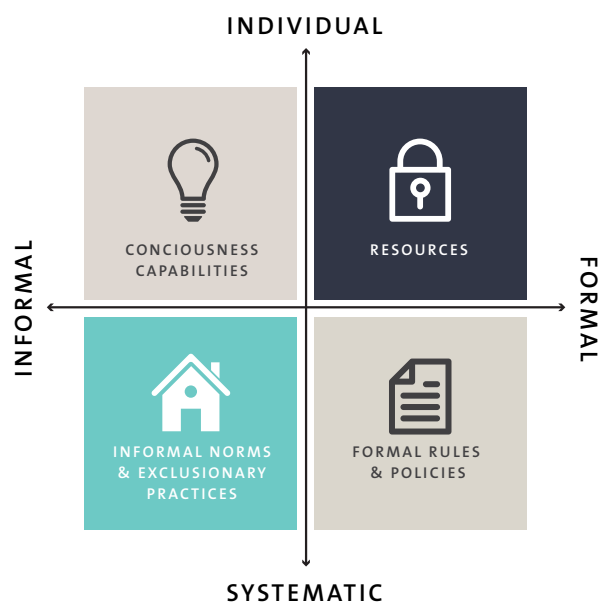 INDIVIDUAL
CONCIOUSNESS
CAPABILITIES
RESOURCES
INFORMAL
FORMAL
INFORMAL NORMS
& EXCLUSIONARY
PRACTICES
FORMAL RULES
& POLICIES
SYSTEMATIC